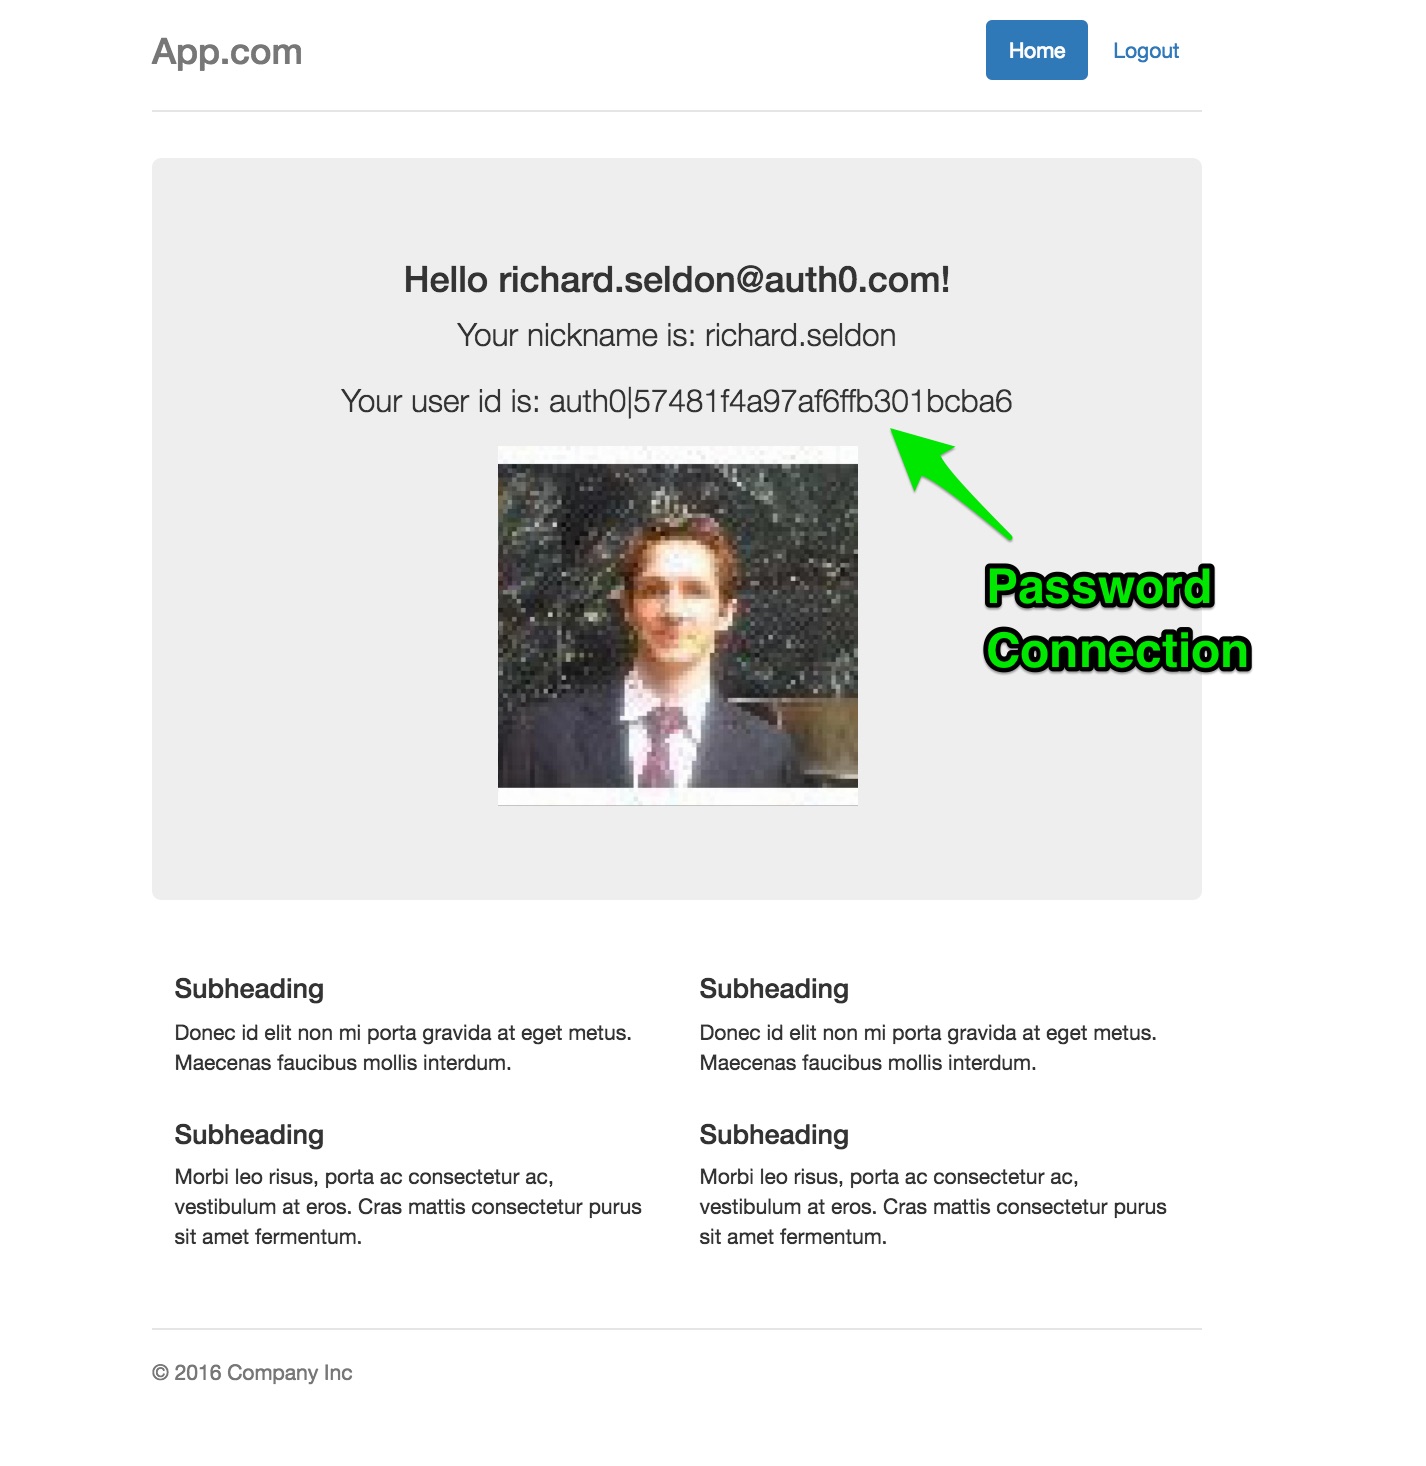 App.com
Home
Logout
Hello richard.seldon@auth0.com!
Your nickname is: richard.seldon
Your user id is: auth0|57481f4a97af6ffb301bcba6
Password
Connection
Subheading
Donec id elit non mi porta gravida at eget metus.
Maecenas faucibus mollis interdum.
Subheading
Morbi leo risus, porta ac consectetur ac,
vestibulum at eros. Cras mattis consectetur purus
sit amet fermentum.
Subheading
Donec id elit non mi porta gravida at eget metus.
Maecenas faucibus mollis interdum.
Subheading
Morbi leo risus, porta ac consectetur ac,
vestibulum at eros. Cras mattis consectetur purus
sit amet fermentum.
© 2016 Company Inc